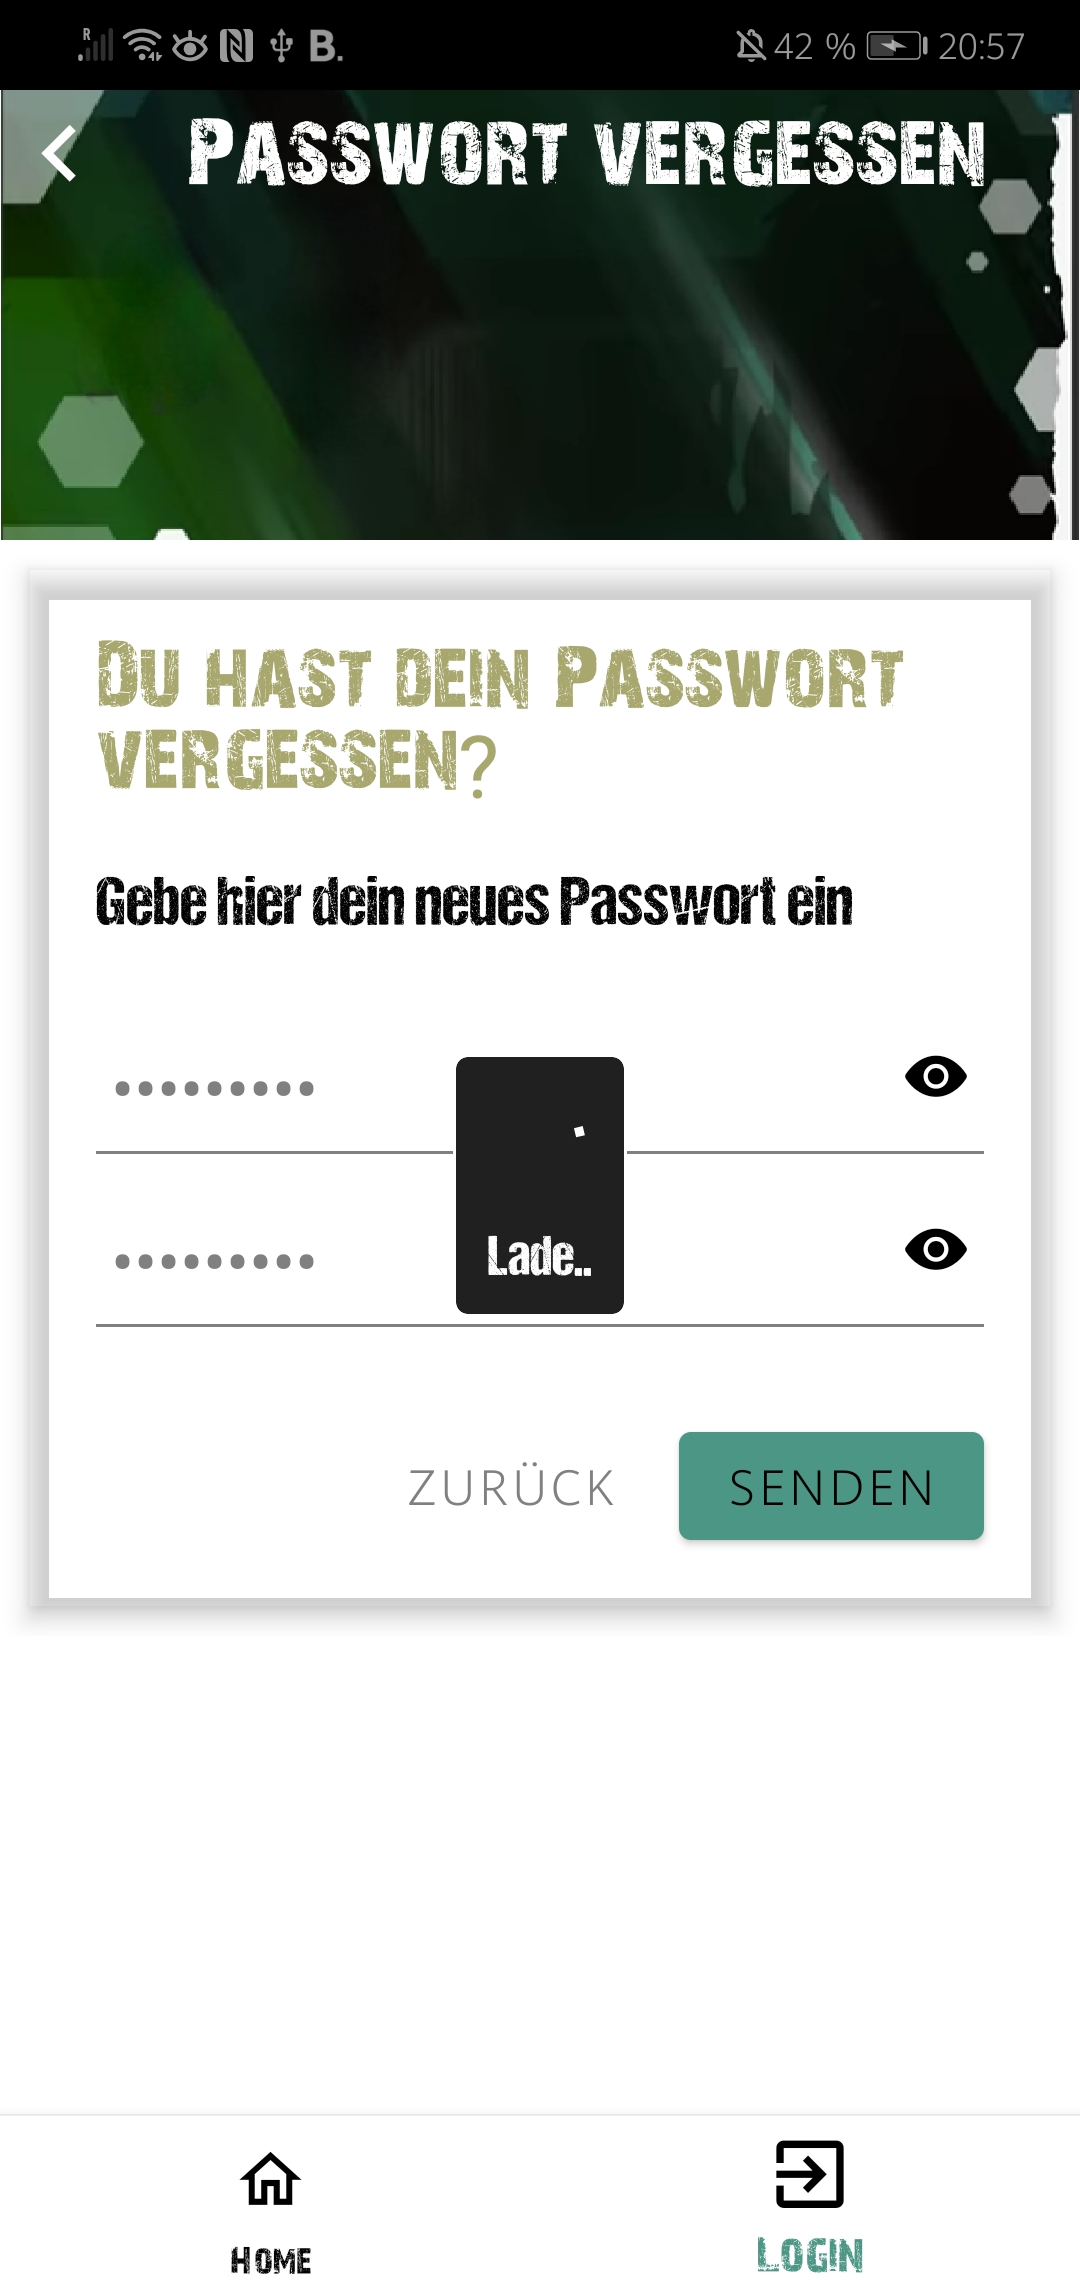 R B. 42 % 20:57
Passwort vergessen
Du hast dein Passwort
vergessen?
Gebe hier dein neues Passwort ein
•••••••••
•••••••••
Lade..
ZURÜCK SENDEN
HOME LOGIN